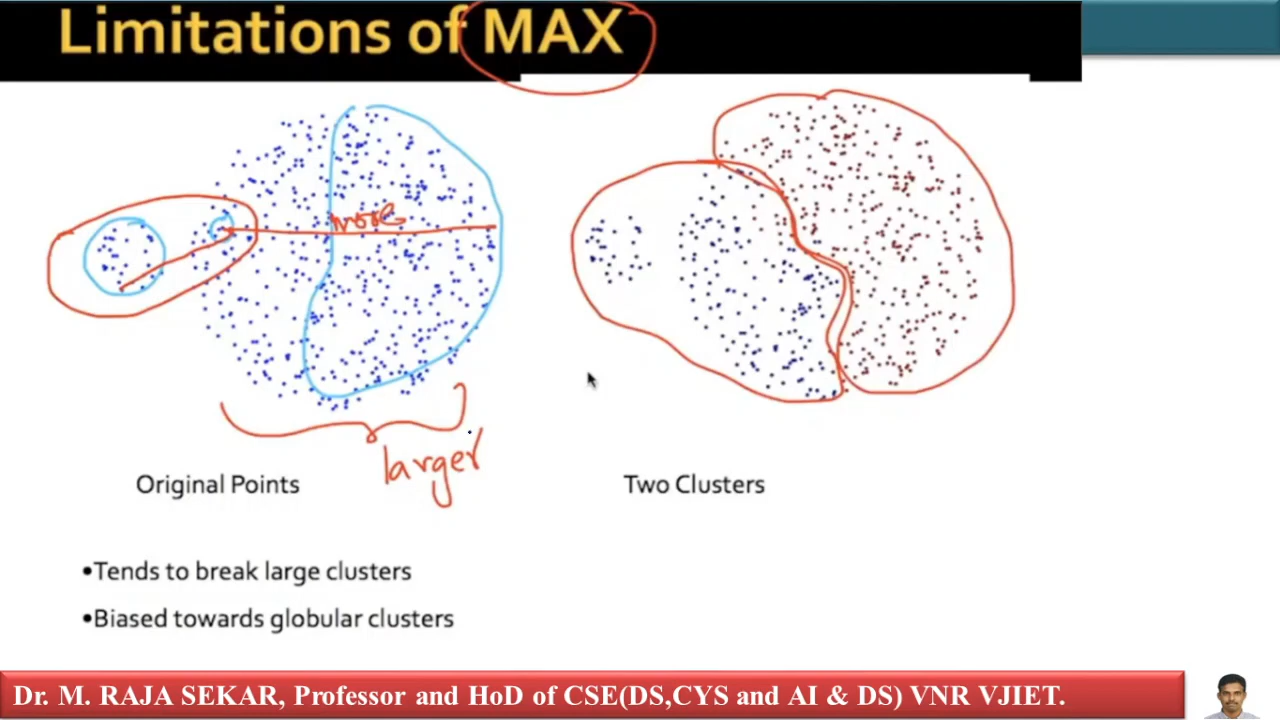 Limitations of MAX
more
larger
Original Points
Two Clusters
•Tends to break large clusters
•Biased towards globular clusters
Dr. M. RAJA SEKAR, Professor and HoD of CSE(DS,CYS and AI & DS) VNR VJIET.